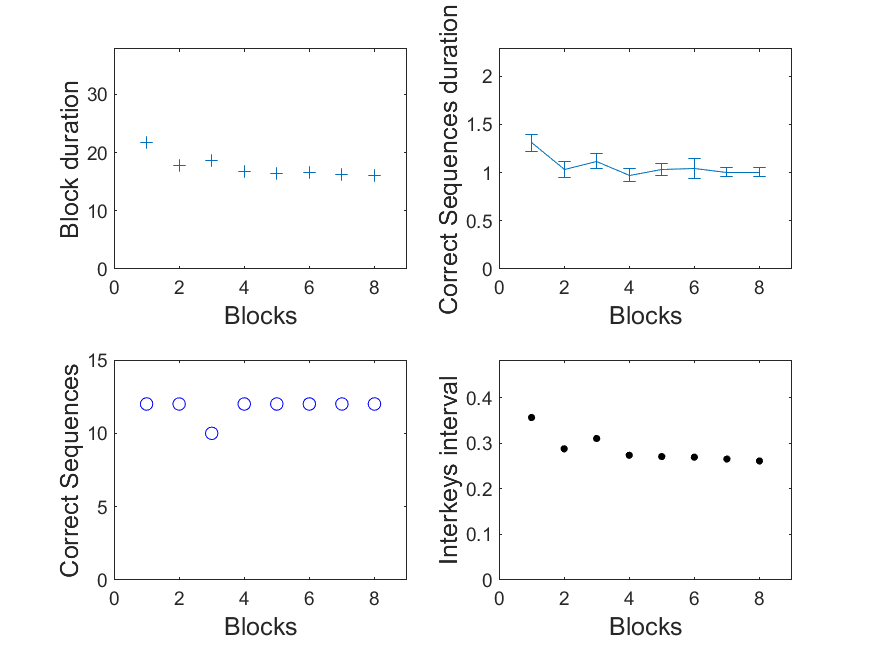 Block duration
30
20
10
0
0 2 4 6 8
Blocks
Correct Sequences duration
2
1.5
1
0.5
0
0 2 4 6 8
Blocks
Correct Sequences
15
10
5
0
0 2 4 6 8
Blocks
Interkeys interval
0.4
0.3
0.2
0.1
0
0 2 4 6 8
Blocks